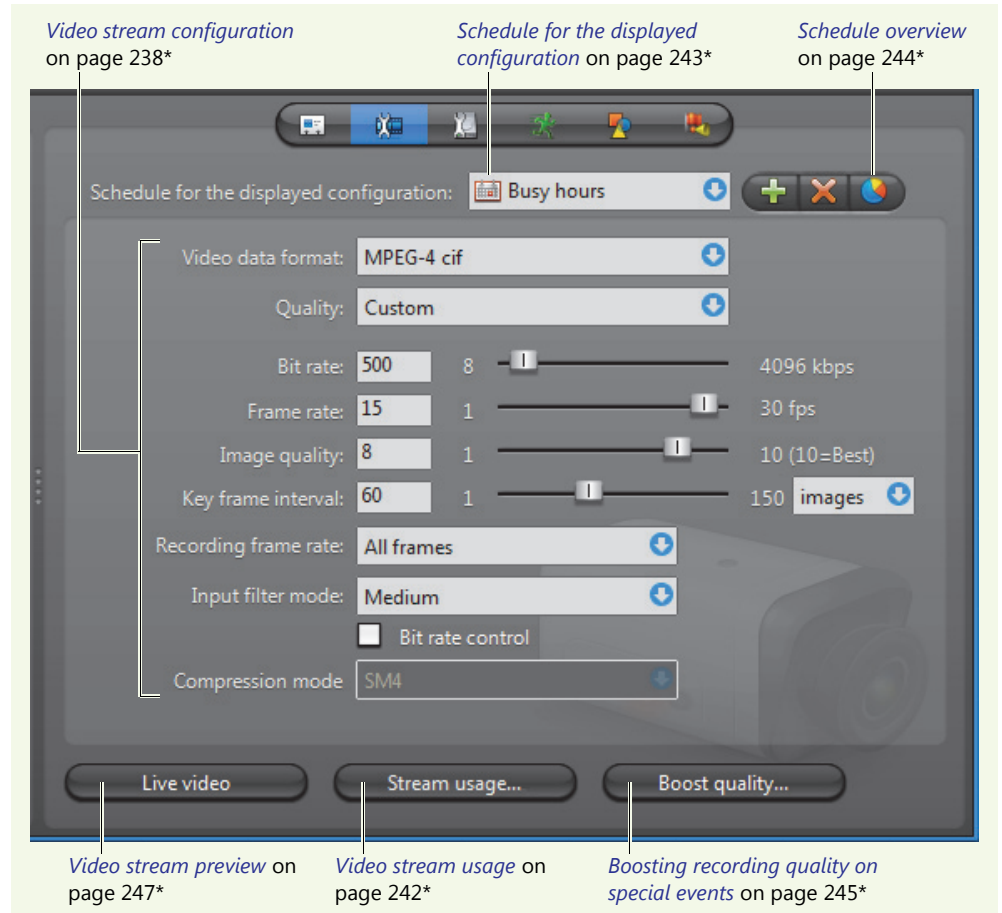 Video stream configuration
on page 238*
Schedule for the displayed
configuration on page 243*
Schedule overview
on page 244*
Schedule for the displayed configuration: Busy hours
Video data format: MPEG-4 cif
Quality: Custom
Bit rate: 500 8 4096 kbps
Frame rate: 15 1 30 fps
Image quality: 8 1 10 (10=Best)
Key frame interval: 60 1 150 images
Recording frame rate: All frames
Input filter mode: Medium
Bit rate control
Compression mode SM4
Live video Stream usage... Boost quality...
Video stream preview on
page 247*
Video stream usage on
page 242*
Boosting recording quality on
special events on page 245*